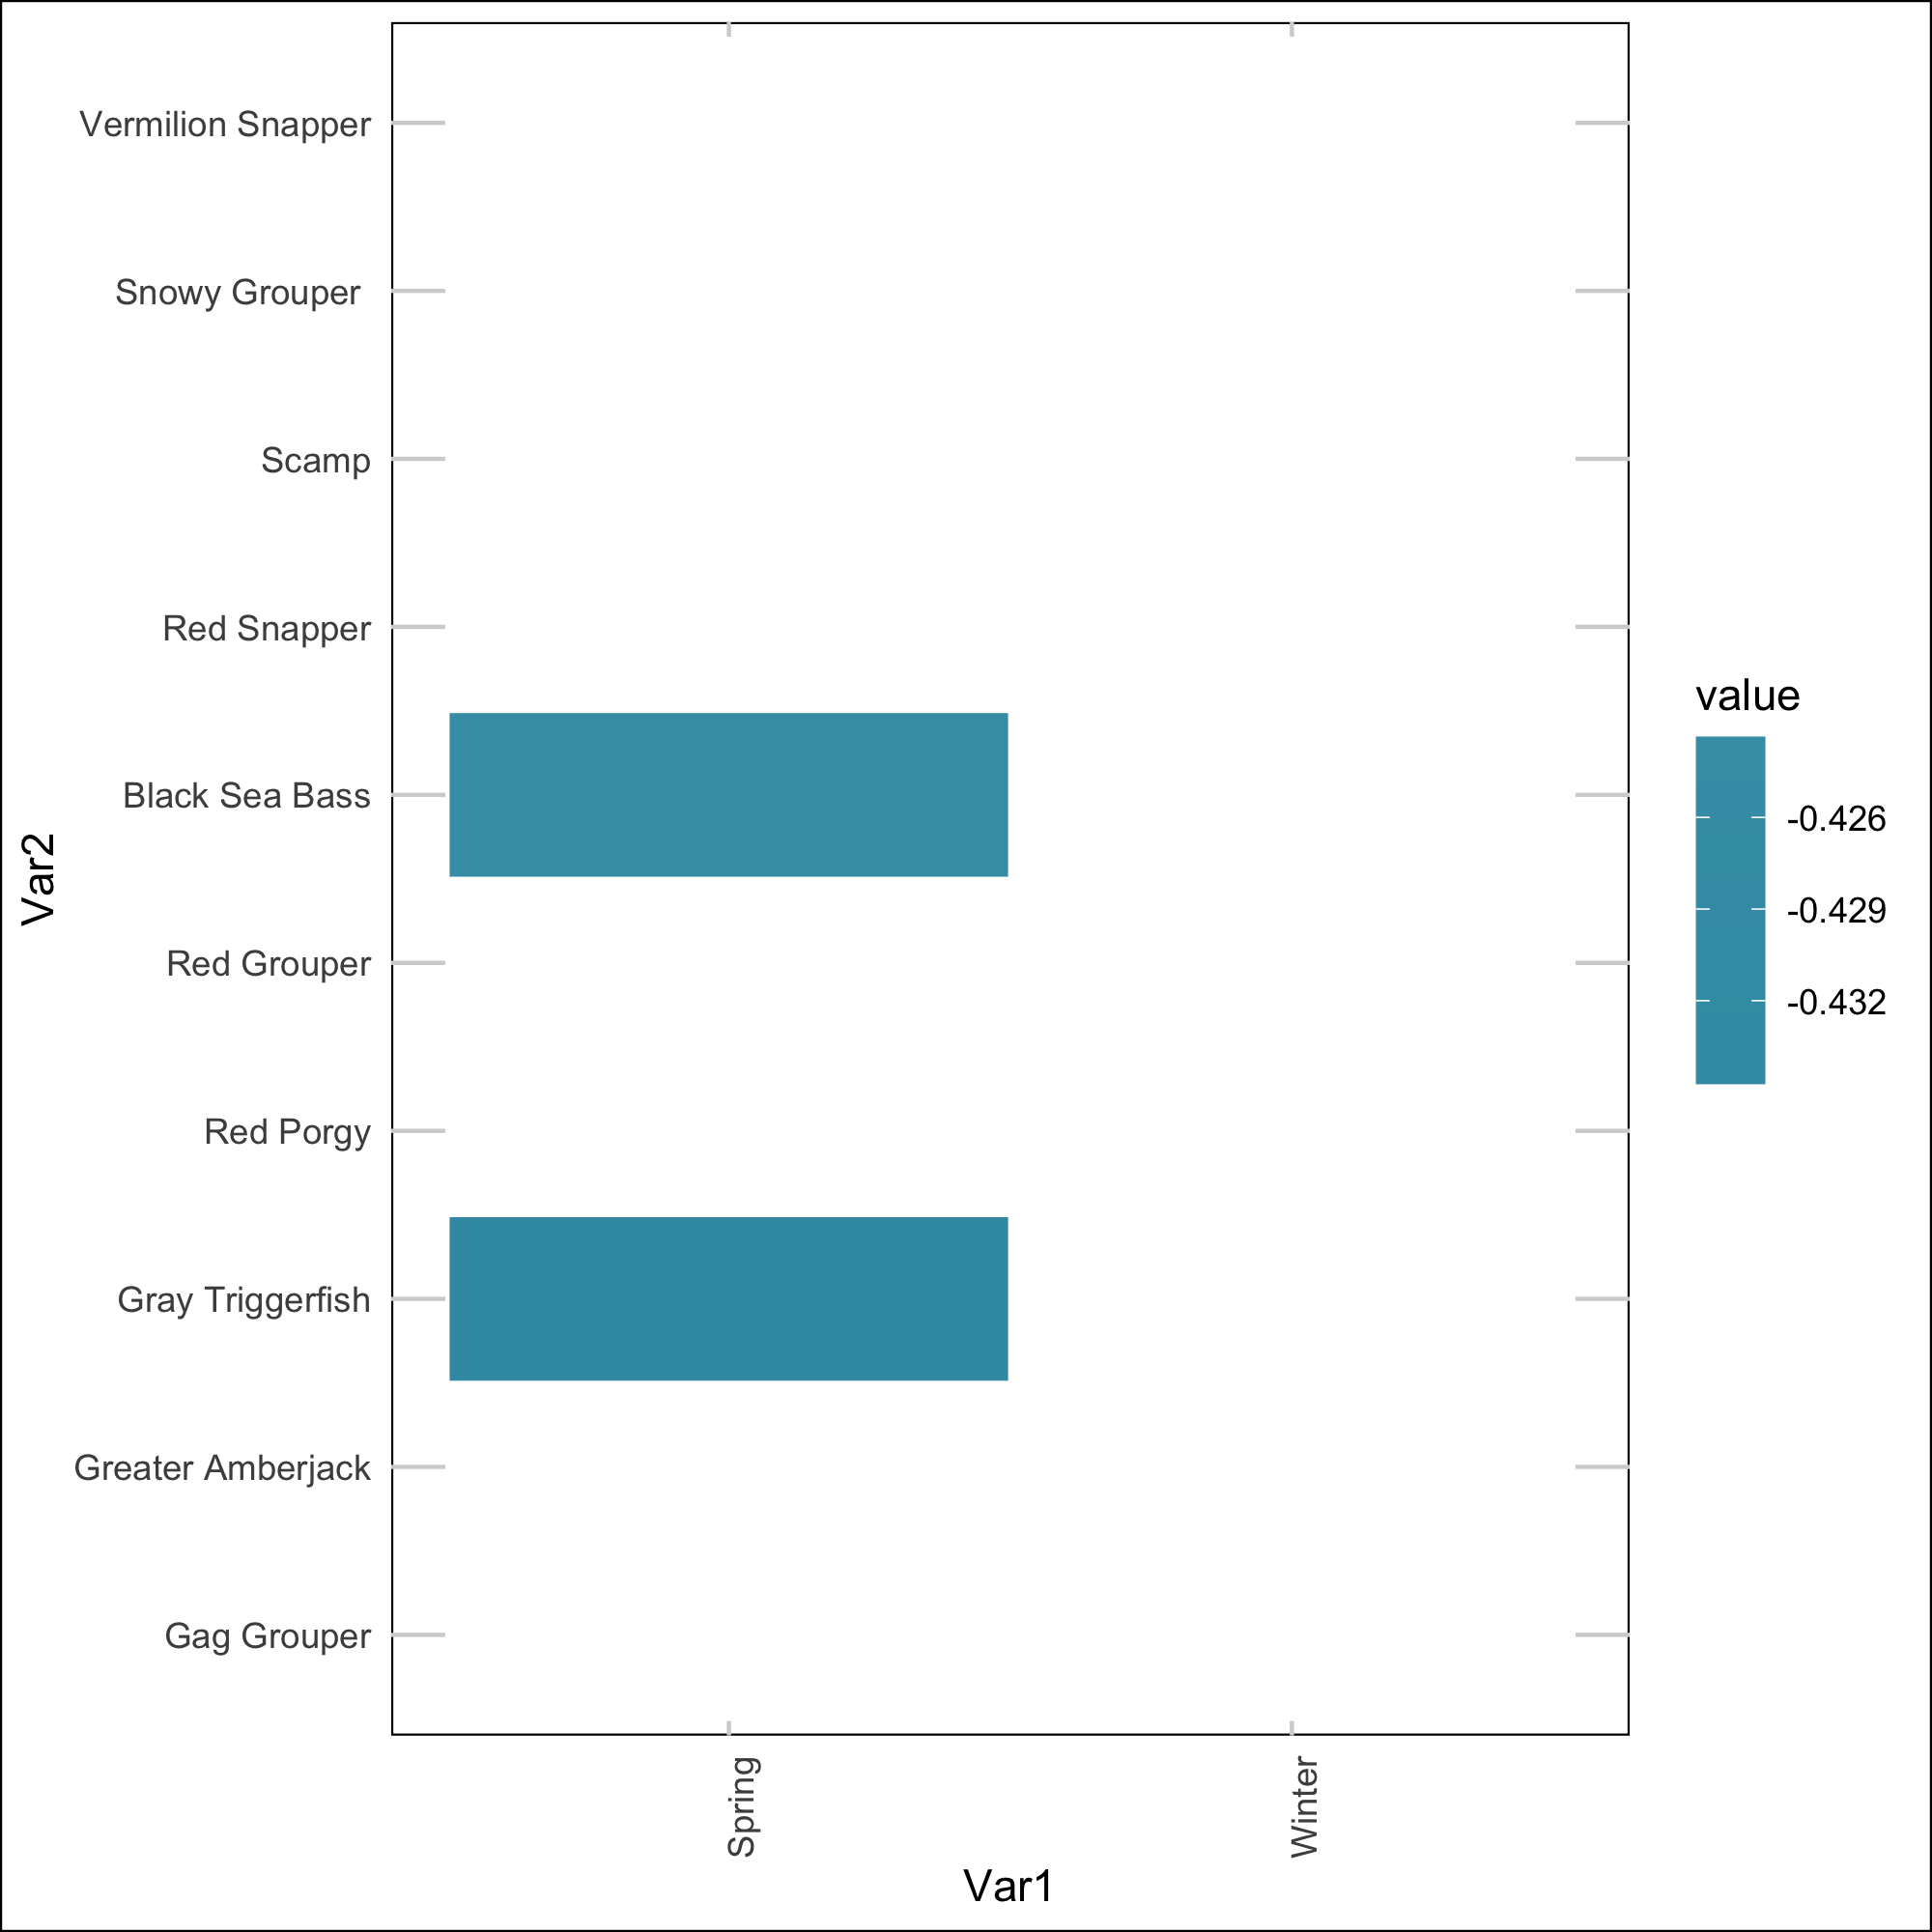 Vermilion Snapper
Snowy Grouper
Scamp
Red Snapper
Black Sea Bass
Red Grouper
Red Porgy
Gray Triggerfish
Greater Amberjack
Gag Grouper
Var2
Spring
Winter
Var1
value
-0.426
-0.429
-0.432